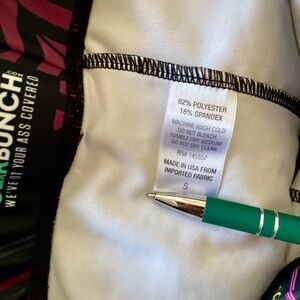 BUNCH
WE'VE GOT YOUR ASS COVERED
82% POLYESTER
18% SPANDEX
MACHINE WASH COLD
DO NOT BLEACH
TUMBLE DRY MEDIUM
DO NOT DRY CLEAN
RN# 145557
MADE IN USA FROM
IMPORTED FABRIC
S